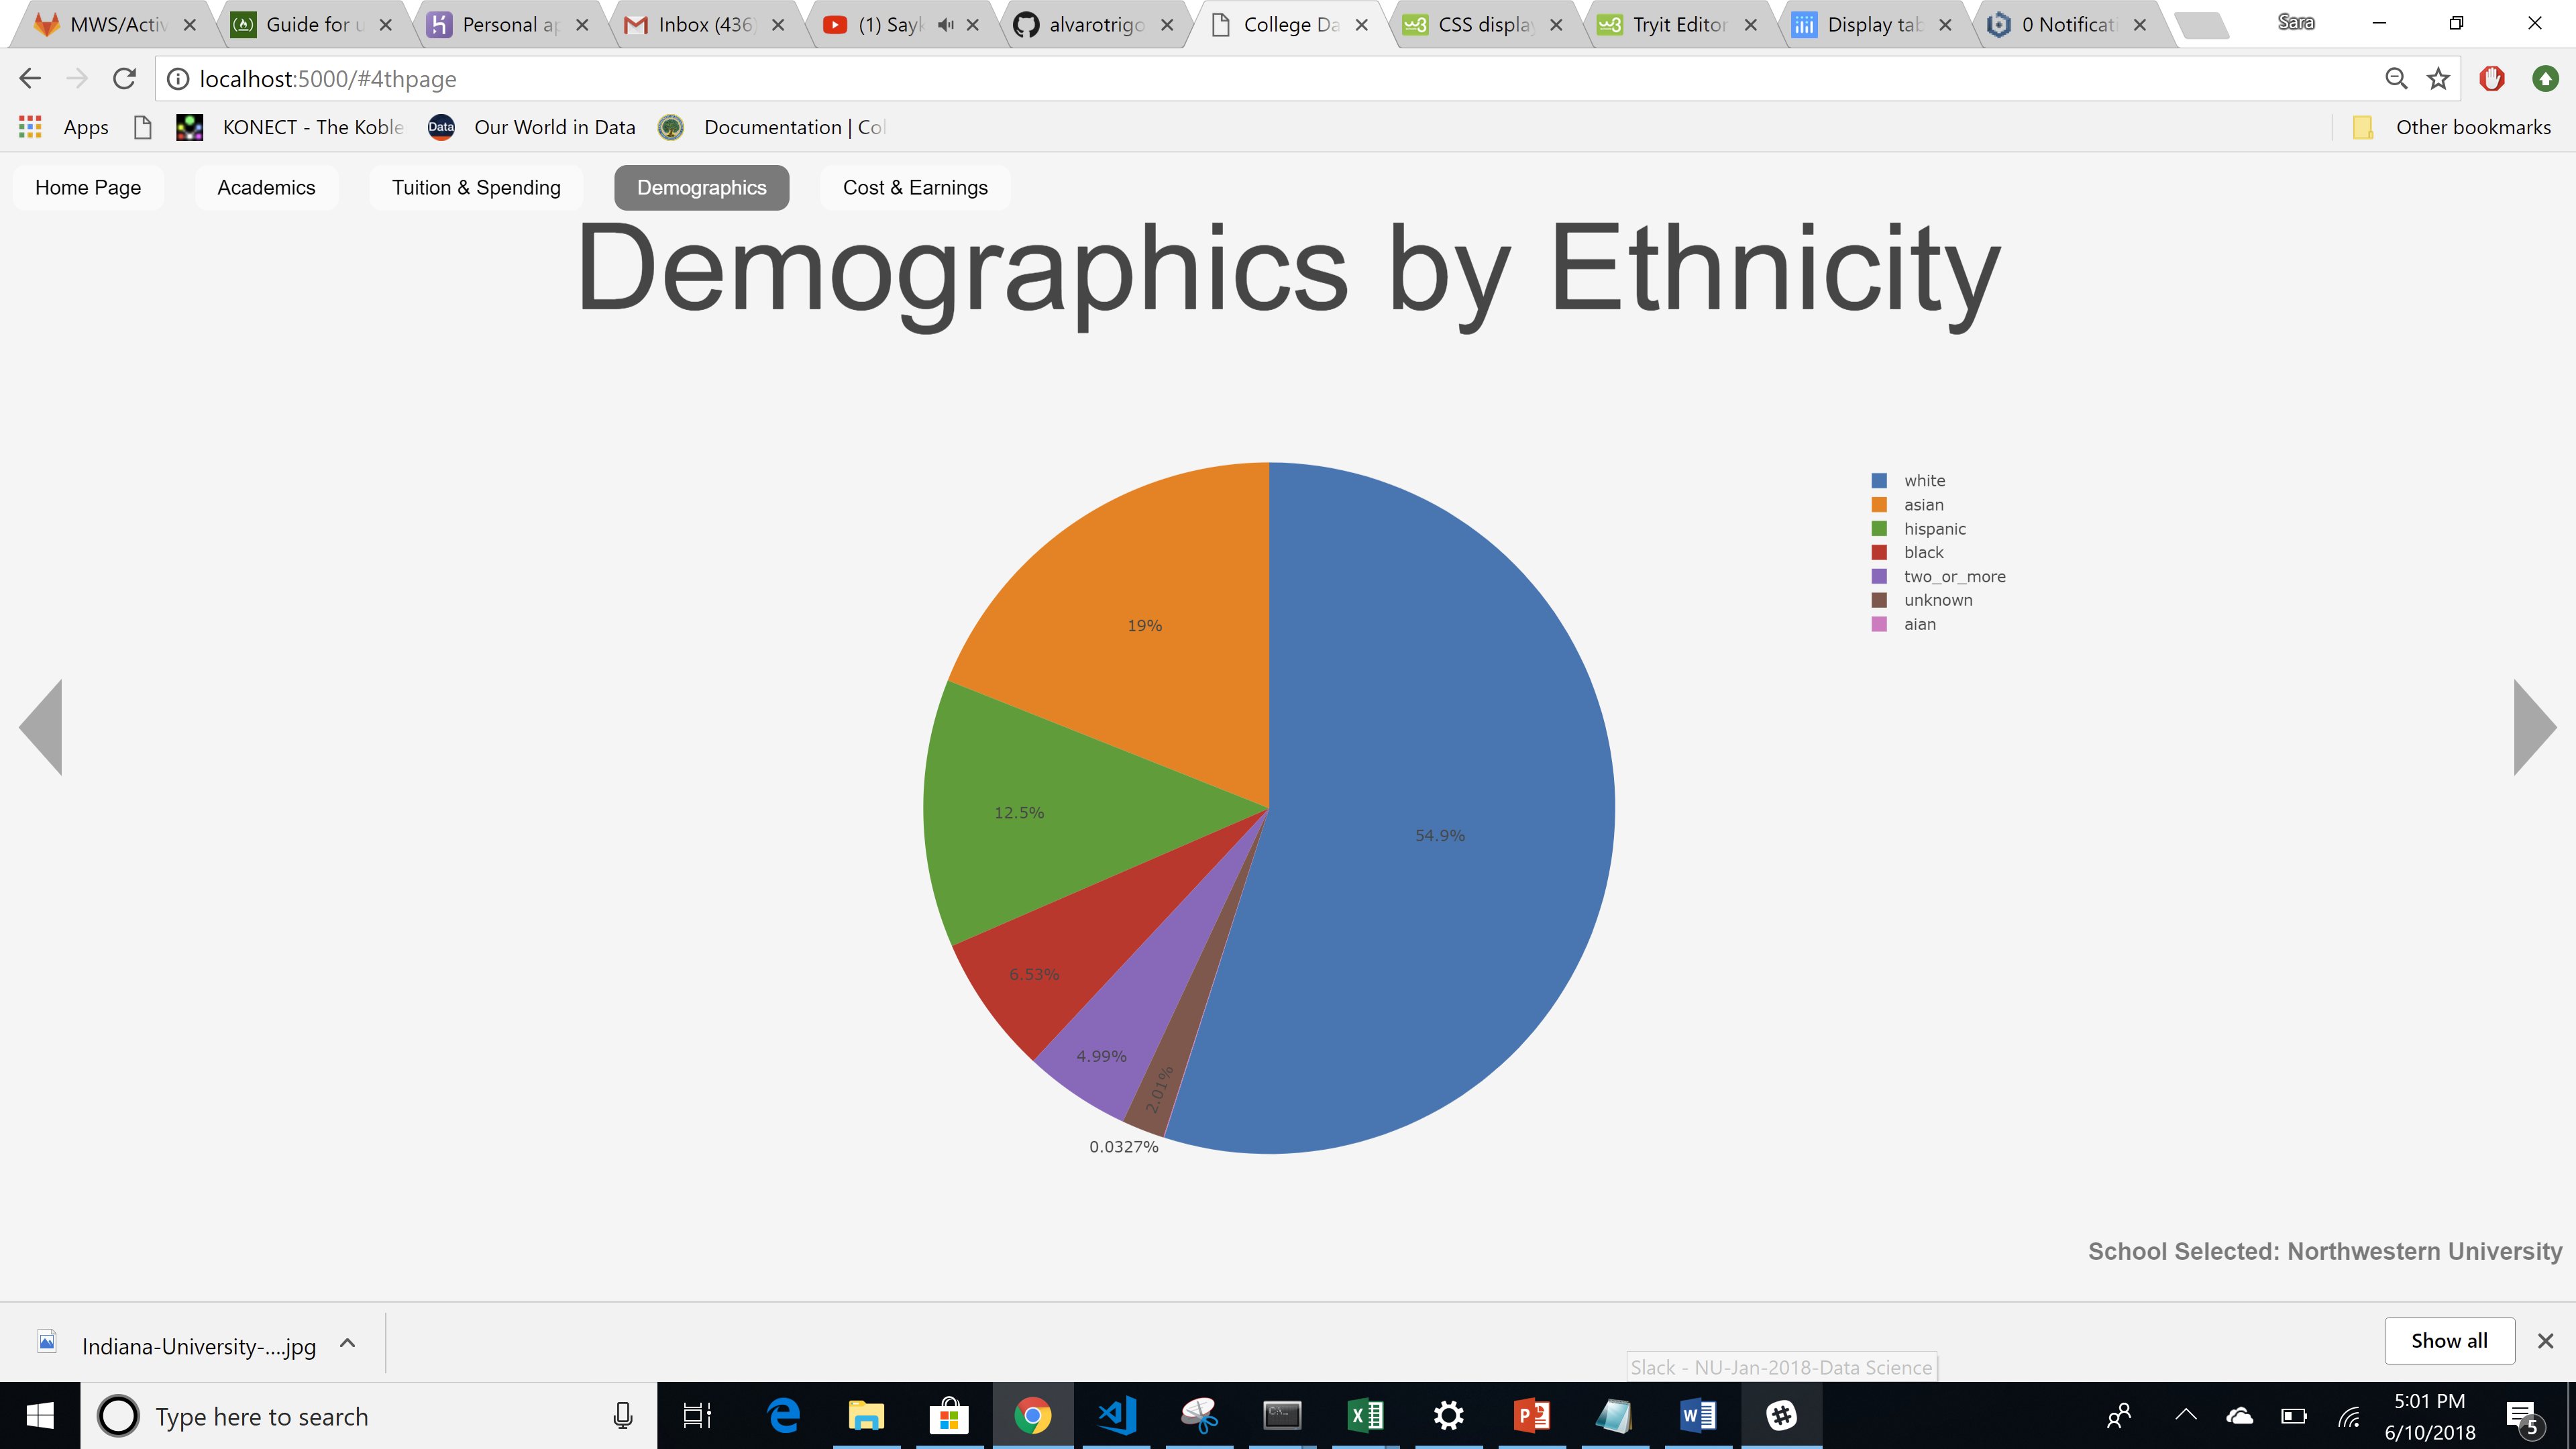 MWS/Activ
Guide for u
Personal ap
Inbox (436
(1) Sayk
alvarotrigo
College Da
CSS display
Tryit Editor
Display tab
0 Notificati
Sara
localhost:5000/#4thpage
Apps
KONECT - The Koble
Data
Our World in Data
Documentation | Col
Other bookmarks
Home Page
Academics
Tuition & Spending
Demographics
Cost & Earnings
Demographics by Ethnicity
white
asian
hispanic
black
two_or_more
unknown
aian
19%
12.5%
54.9%
6.53%
4.99%
2.01%
0.0327%
School Selected: Northwestern University
Indiana-University-....jpg
Show all
Slack - NU-Jan-2018-Data Science
Type here to search
5:01 PM
6/10/2018
5